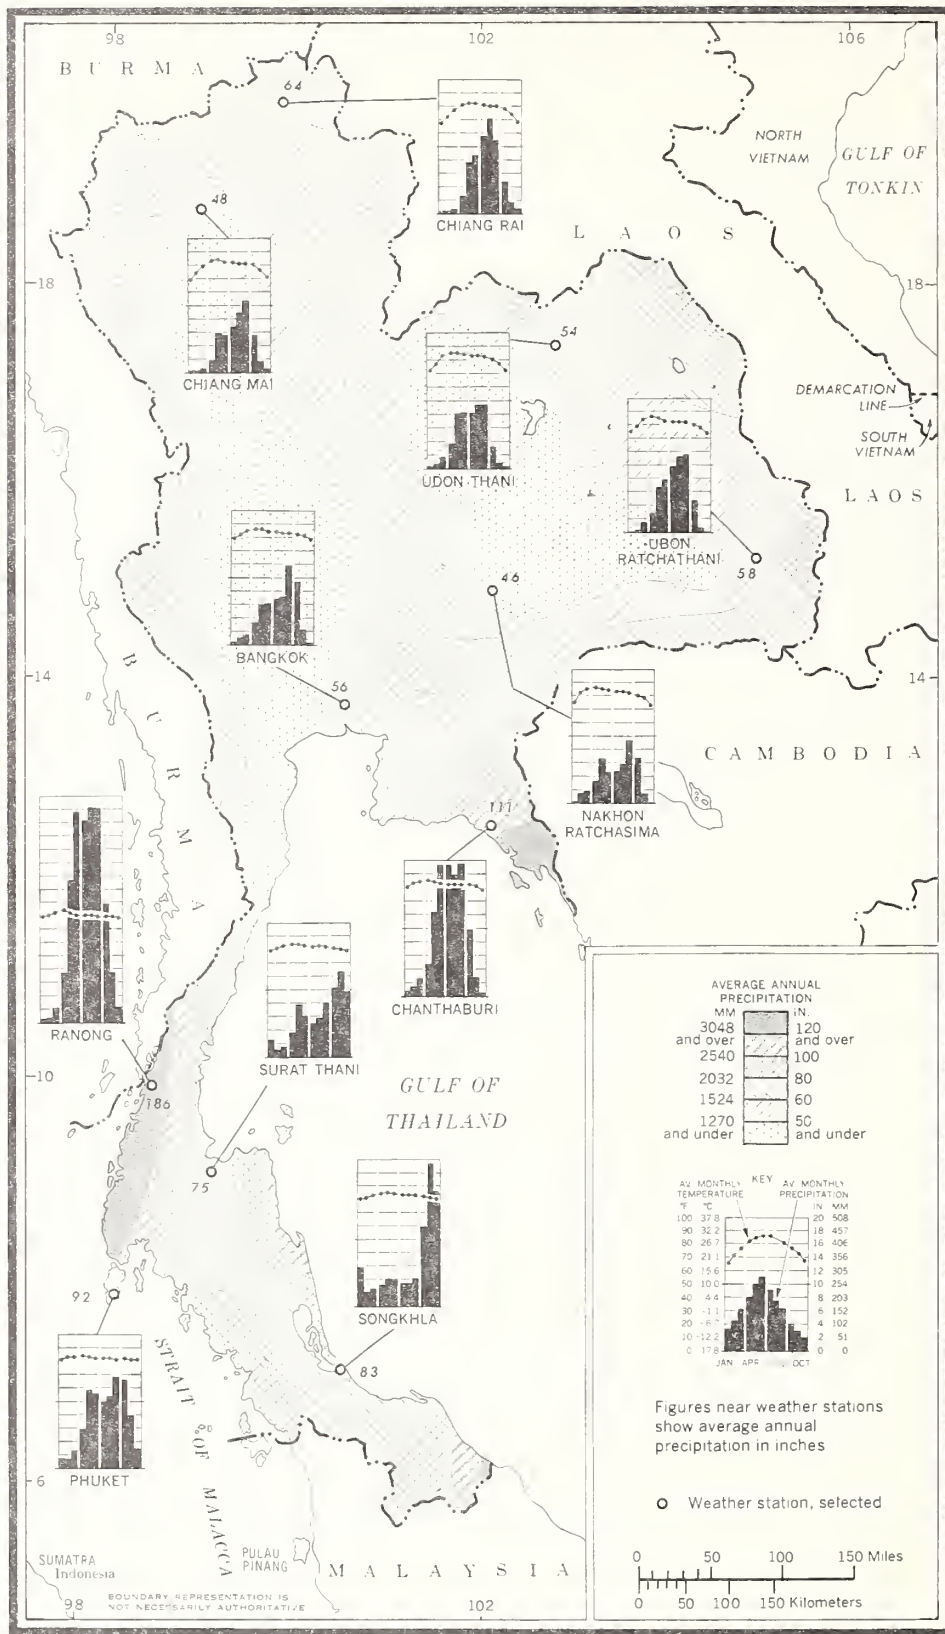 98 102 106
BURMA
64
CHIANG RAI
NORTH
VIETNAM
GULF OF
TONKIN
48
LAOS
18 18
CHIANG MAI
54
UDON THANI
DEMARCATION
LINE
SOUTH
VIETNAM
LAOS
UBON
RATCHATHANI
58
BANGKOK
46
56
14 14
BURMA
CAMBODIA
NAKHON
RATCHASIMA
111
CHANTHABURI
RANONG
SURAT THANI
10
186
GULF OF
THAILAND
75
SONGKHLA
83
92
PHUKET
STRAIT
OF
MALACCA
6
SUMATRA
Indonesia
PULAU
PINANG
MALAYSIA
BOUNDARY REPRESENTATION IS
NOT NECESSARILY AUTHORITATIVE
98 102
AVERAGE ANNUAL
PRECIPITATION
MM IN.
3048 120
and over and over
2540 100
2032 80
1524 60
1270 50
and under and under
KEY
AV MONTHLY AV MONTHLY
TEMPERATURE PRECIPITATION
°F °C IN MM
100 37.8 20 508
90 32.2 18 457
80 26.7 16 406
70 21.1 14 356
60 15.6 12 305
50 10.0 10 254
40 4.4 8 203
30 -1.1 6 152
20 -6.7 4 102
10 -12.2 2 51
0 17.8 0 0
JAN APR OCT
Figures near weather stations
show average annual
precipitation in inches
Weather station, selected
0 50 100 150 Miles
0 50 100 150 Kilometers